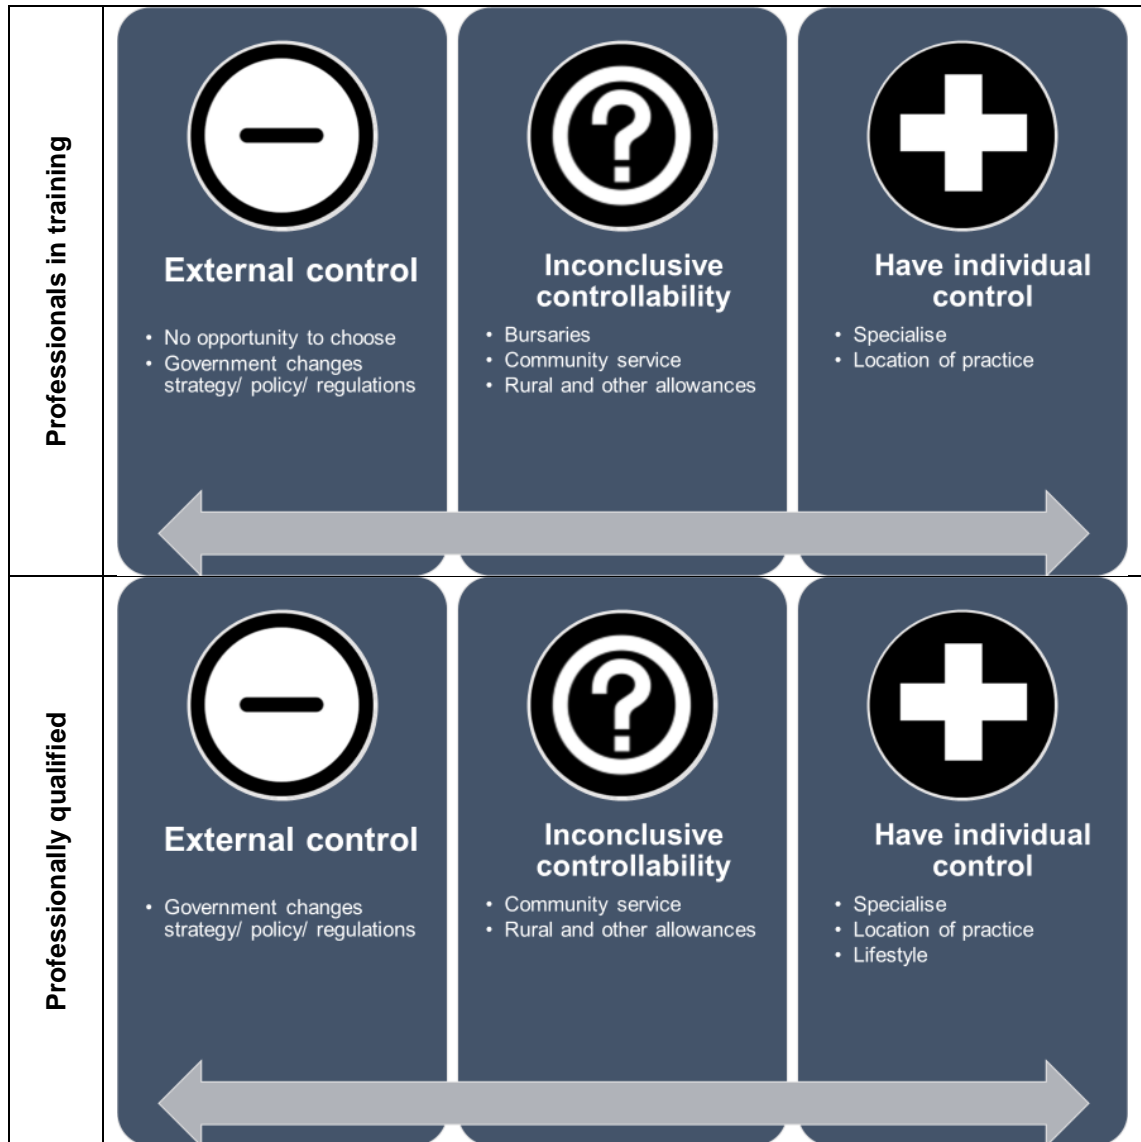 Professionals in training
External control
• No opportunity to choose
• Government changes
strategy/ policy/ regulations
Inconclusive
controllability
• Bursaries
• Community service
• Rural and other allowances
Have individual
control
• Specialise
• Location of practice
Professionally qualified
External control
• Government changes
strategy/ policy/ regulations
Inconclusive
controllability
• Community service
• Rural and other allowances
Have individual
control
• Specialise
• Location of practice
• Lifestyle